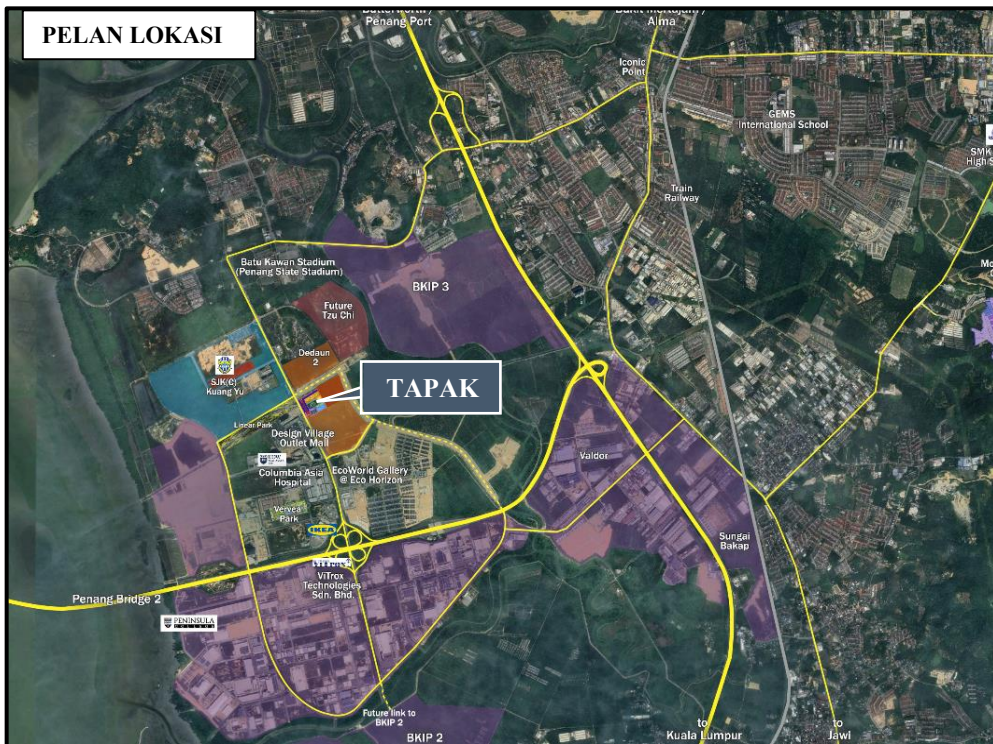 PELAN LOKASI
Butterworth /
Penang Port
Bukit Mertajam /
Alma
Iconic
Point
GEMS
International School
SMK
High S
Train
Railway
Batu Kawan Stadium
(Penang State Stadium)
BKIP 3
Future
Tzu Chi
Dedaun
2
SJK(C)
Kuang Yu
TAPAK
Linear Park
Design Village
Outlet Mall
Columbia Asia
Hospital
EcoWorld Gallery
@ Eco Horizon
Valdor
Vervea
Park
IKEA
Sungai
Bakap
ViTrox
Technologies
Sdn. Bhd.
Penang Bridge 2
PENINSULA
COLLEGE
Future link to
BKIP 2
BKIP 2
to
Kuala Lumpur
to
Jawi